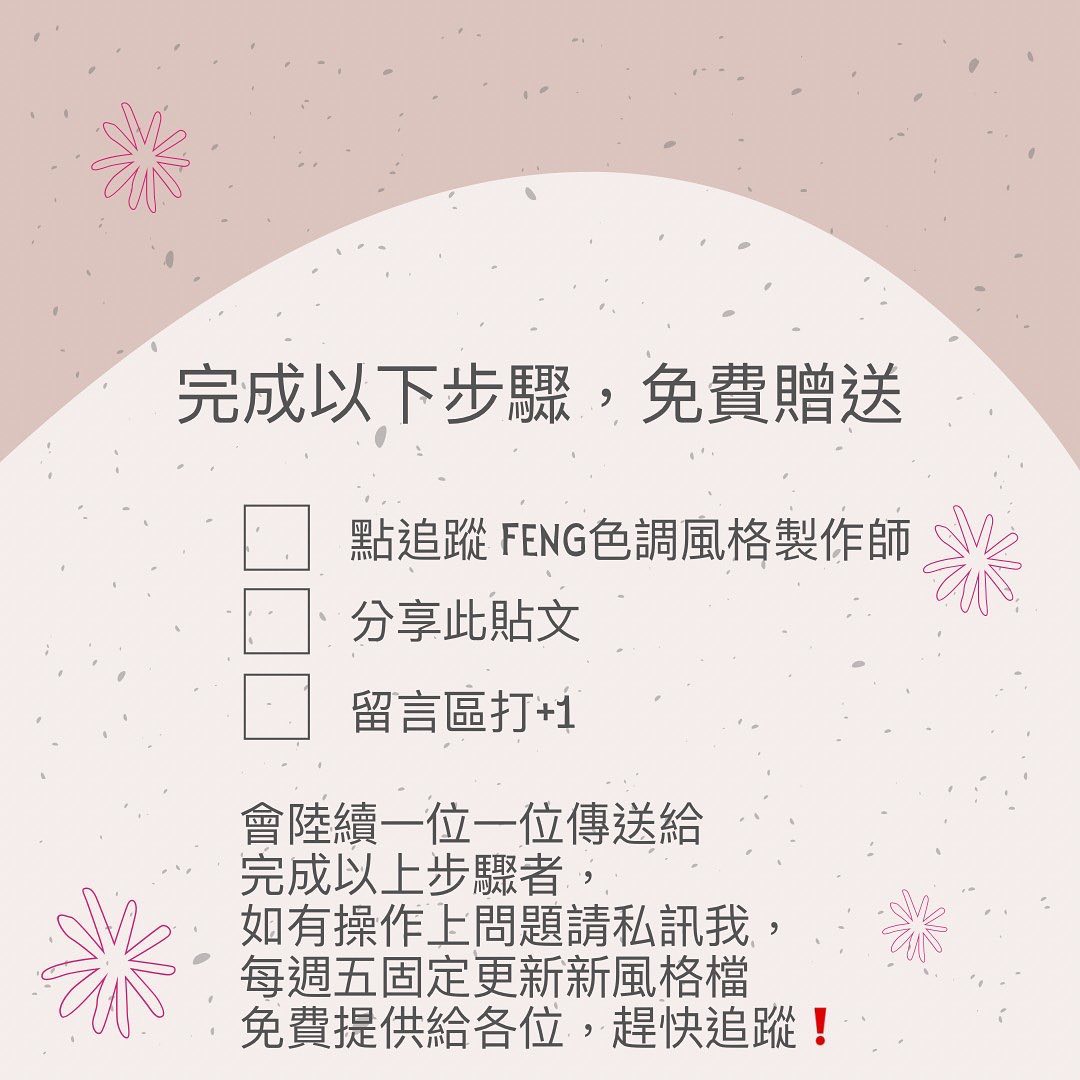 完成以下步驟，免費贈送
點追蹤 FENG色調風格製作師
分享此貼文
留言區打+1
會陸續一位一位傳送給
完成以上步驟者，
如有操作上問題請私訊我，
每週五固定更新新風格檔
免費提供給各位，趕快追蹤❗